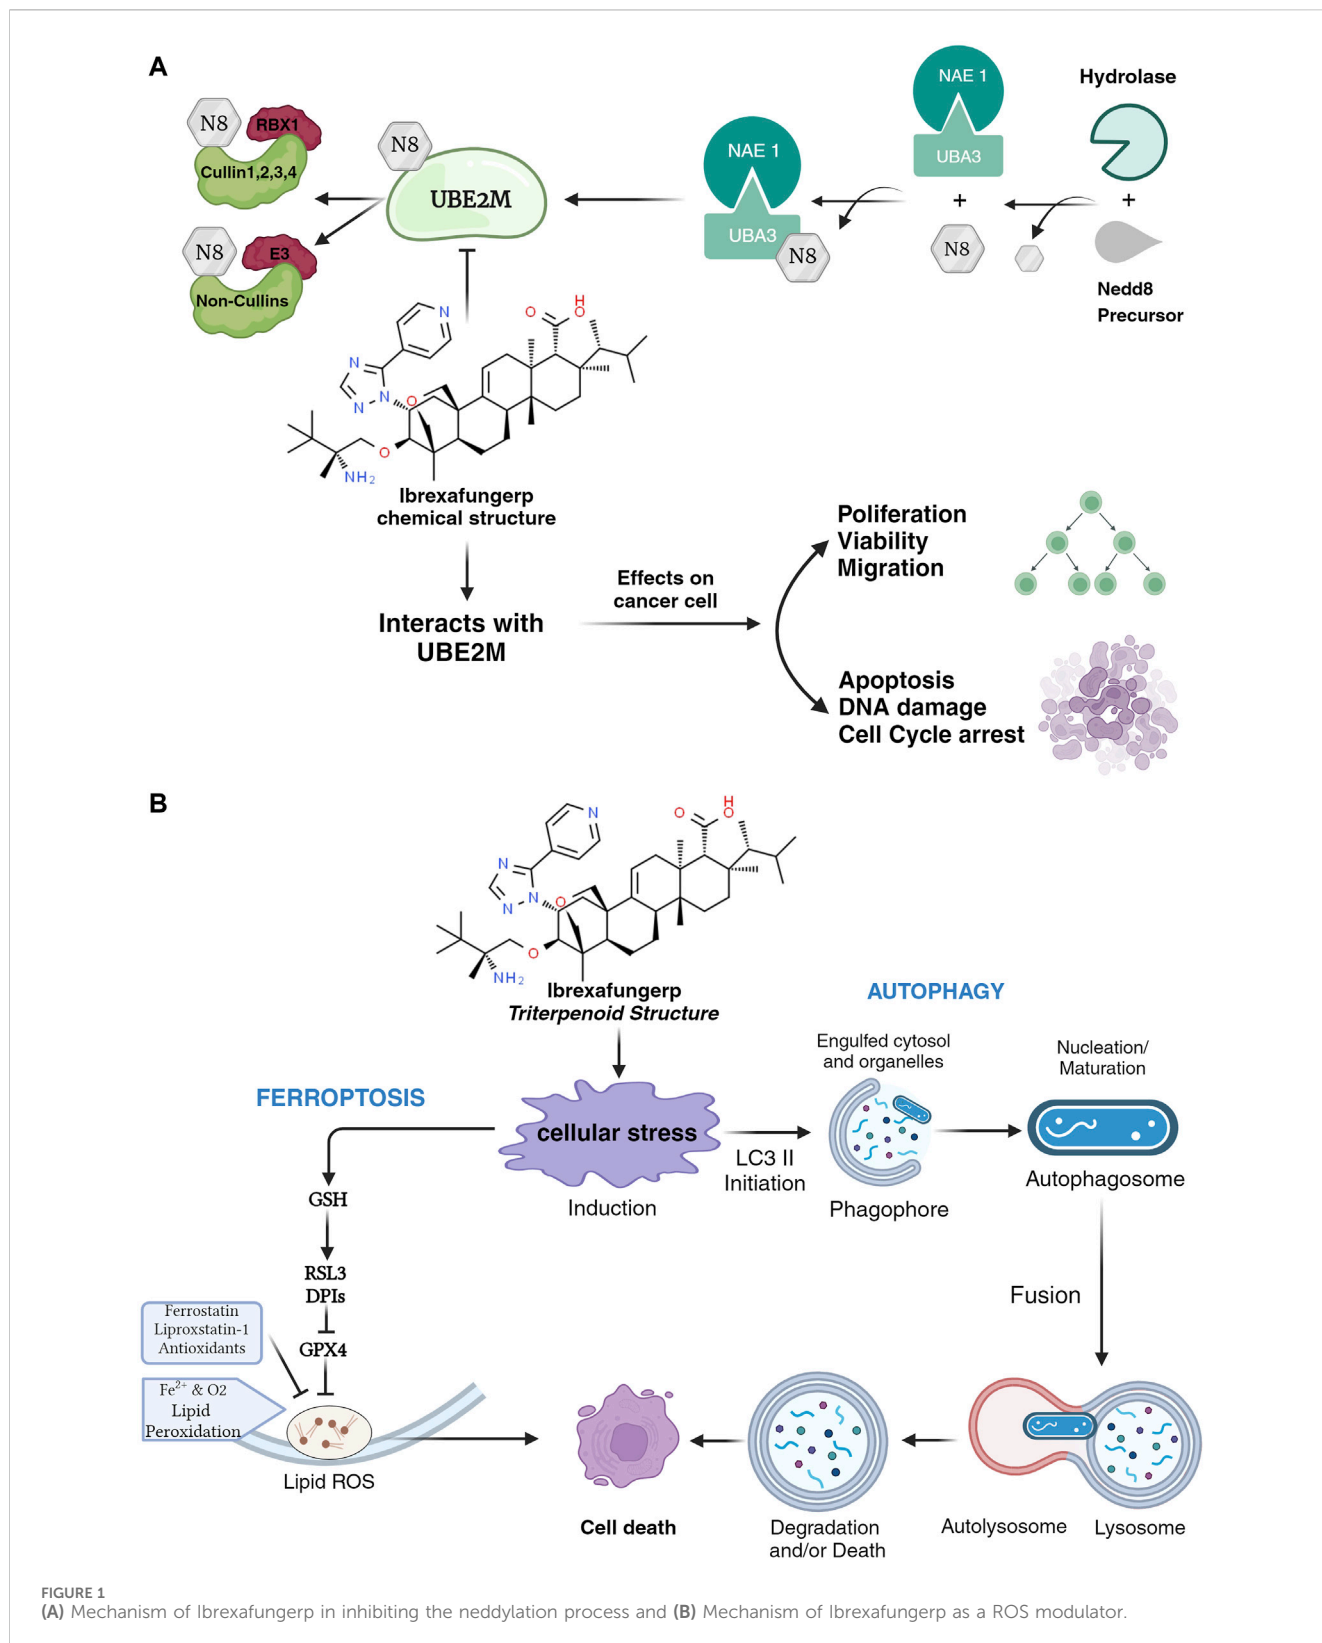 A
N8
RBX1
Cullin1,2,3,4
N8
E3
Non-Cullins
N8
UBE2M
NAE 1
UBA3
N8
NAE 1
UBA3
+
N8
Hydrolase
+
Nedd8
Precursor
N
N
N
N
O
O
NH2
O
O
H
Ibrexafungerp
chemical structure
Interacts with
UBE2M
Effects on
cancer cell
Poliferation
Viability
Migration
Apoptosis
DNA damage
Cell Cycle arrest
B
N
N
N
N
O
O
NH2
O
O
H
Ibrexafungerp
Triterpenoid Structure
FERROPTOSIS
AUTOPHAGY
cellular stress
Induction
LC3 II
Initiation
Engulfed cytosol
and organelles
Phagophore
Nucleation/
Maturation
Autophagosome
GSH
RSL3
DPIs
GPX4
Ferrostatin
Liproxstatin-1
Antioxidants
Fe2+ & O2
Lipid
Peroxidation
Lipid ROS
Fusion
Cell death
Degradation
and/or Death
Autolysosome
Lysosome
FIGURE 1
(A) Mechanism of Ibrexafungerp in inhibiting the neddylation process and (B) Mechanism of Ibrexafungerp as a ROS modulator.